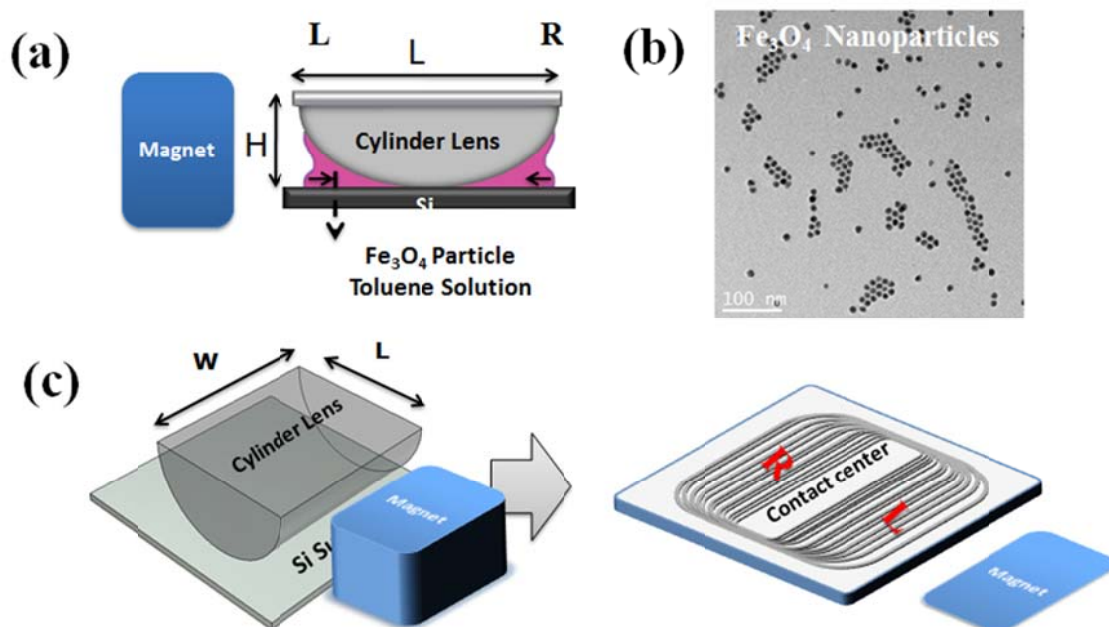 (a)
L
R
L
H
Magnet
Cylinder Lens
Si
Fe₃O₄ Particle
Toluene Solution
(b)
Fe₃O₄ Nanoparticles
100 nm
(c)
W
L
Cylinder Lens
Si Su
Magnet
R
Contact center
L
Magnet